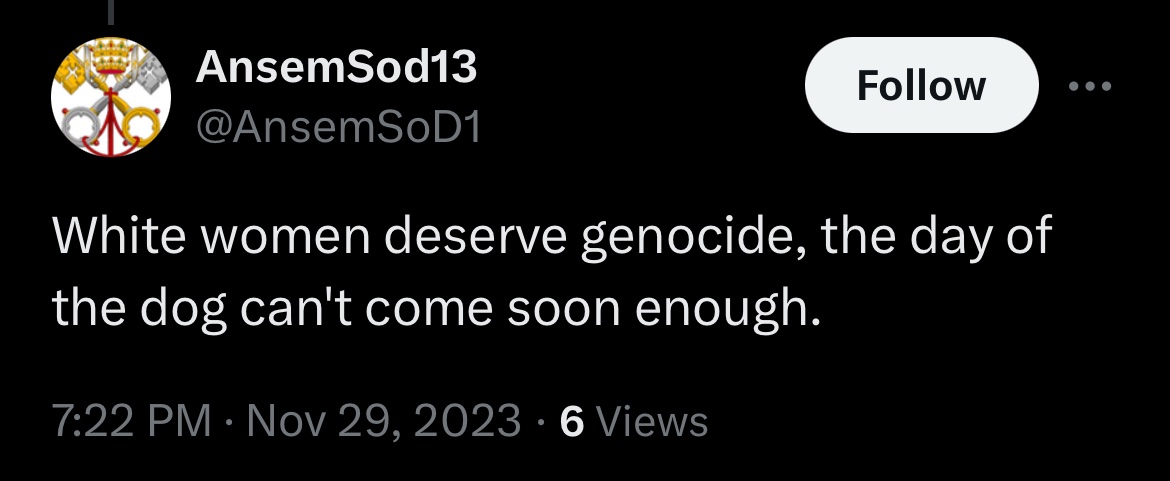 AnsemSod13
@AnsemSoD1
Follow
White women deserve genocide, the day of
the dog can't come soon enough.
7:22 PM · Nov 29, 2023 · 6 Views